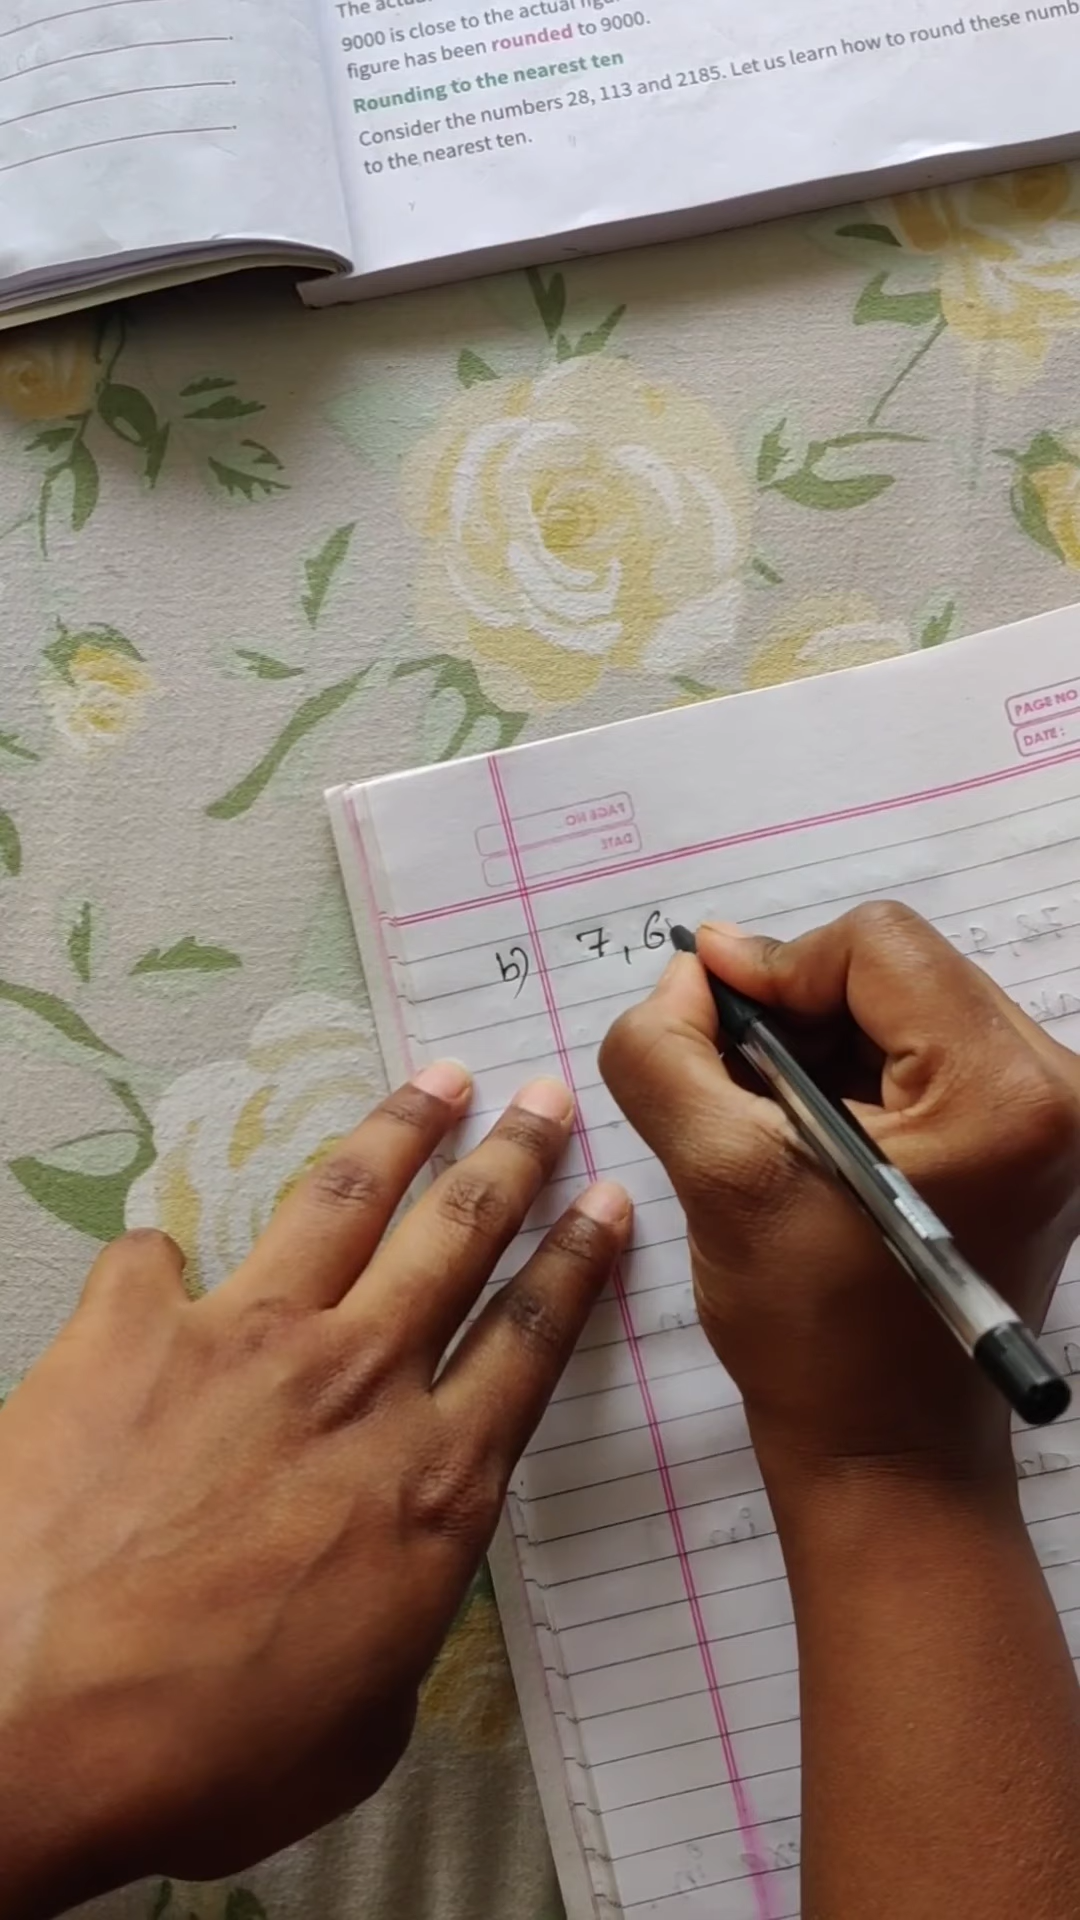 9000 is close to the actual
figure has been rounded to 9000.
Rounding to the nearest ten
Consider the numbers 28, 113 and 2185. Let us learn how to round these
to the nearest ten.
PAGE NO
DATE:
b) 7,6